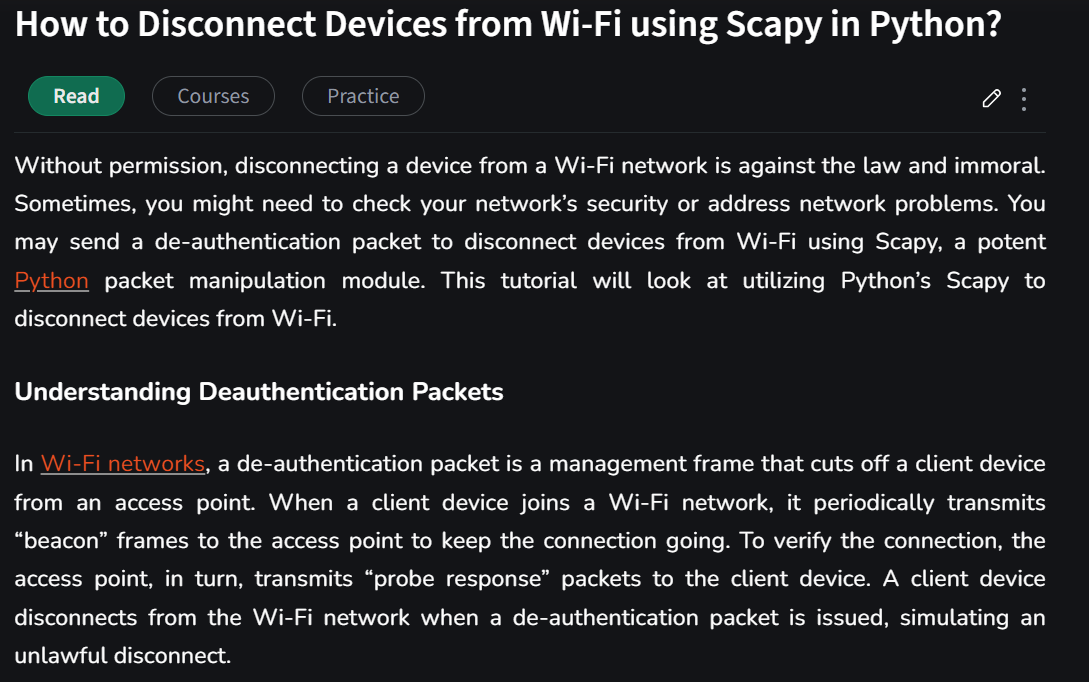 How to Disconnect Devices from Wi-Fi using Scapy in Python?
Read Courses Practice
Without permission, disconnecting a device from a Wi-Fi network is against the law and immoral.
Sometimes, you might need to check your network’s security or address network problems. You
may send a de-authentication packet to disconnect devices from Wi-Fi using Scapy, a potent
Python packet manipulation module. This tutorial will look at utilizing Python’s Scapy to
disconnect devices from Wi-Fi.
Understanding Deauthentication Packets
In Wi-Fi networks, a de-authentication packet is a management frame that cuts off a client device
from an access point. When a client device joins a Wi-Fi network, it periodically transmits
“beacon” frames to the access point to keep the connection going. To verify the connection, the
access point, in turn, transmits “probe response” packets to the client device. A client device
disconnects from the Wi-Fi network when a de-authentication packet is issued, simulating an
unlawful disconnect.